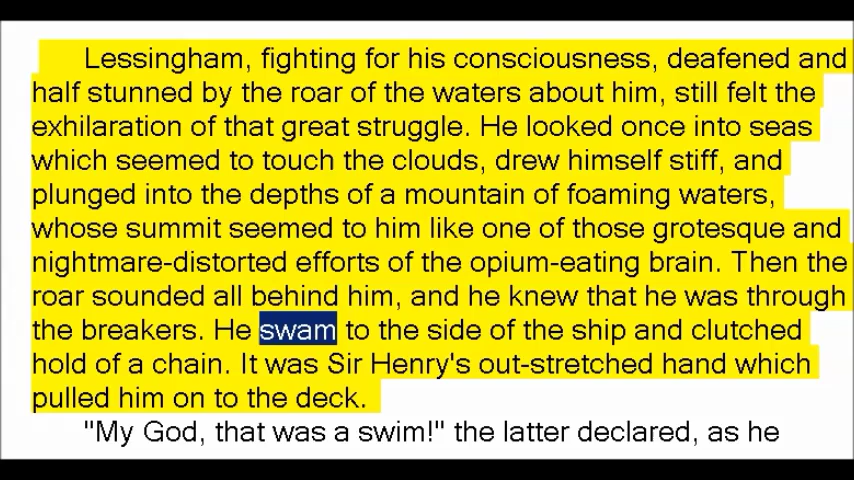 Lessingham, fighting for his consciousness, deafened and
half stunned by the roar of the waters about him, still felt the
exhilaration of that great struggle. He looked once into seas
which seemed to touch the clouds, drew himself stiff, and
plunged into the depths of a mountain of foaming waters,
whose summit seemed to him like one of those grotesque and
nightmare-distorted efforts of the opium-eating brain. Then the
roar sounded all behind him, and he knew that he was through
the breakers. He swam to the side of the ship and clutched
hold of a chain. It was Sir Henry's out-stretched hand which
pulled him on to the deck.
"My God, that was a swim!" the latter declared, as he